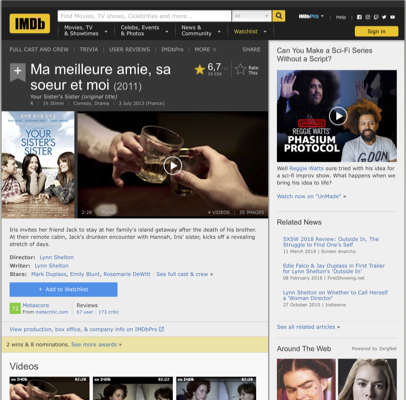 IMDb
Find Movies, TV shows, Celebrities and more...
All
IMDbPro
Help
Movies, TV
& Showtimes
Celebs, Events
& Photos
News &
Community
Watchlist
Sign in
FULL CAST AND CREW | TRIVIA | USER REVIEWS | IMDbPro | MORE
SHARE
Ma meilleure amie, sa
soeur et moi (2011)
Your Sister's Sister (original title)
R | 1h 30min | Comedy, Drama | 3 July 2013 (France)
6,7
Rate
This
YOUR
SISTER'S
SISTER
2:28
4 VIDEOS | 35 IMAGES
Iris invites her friend Jack to stay at her family's island getaway after the death of his brother.
At their remote cabin, Jack's drunken encounter with Hannah, Iris' sister, kicks off a revealing
stretch of days.
Director: Lynn Shelton
Writer: Lynn Shelton
Stars: Mark Duplass, Emily Blunt, Rosemarie DeWitt | See full cast & crew »
+ Add to Watchlist
Metascore
From metacritic.com
Reviews
67 user | 173 critic
View production, box office, & company info on IMDbPro
2 wins & 8 nominations. See more awards »
Videos
02:28
02:28
Can You Make a Sci-Fi Series
Without a Script?
REGGIE WATTS'
PHASIUM
PROTOCOL
Well Reggie Watts sure tried with his idea
for a sci-fi improv show. What happens when we
bring his idea to life?
Watch now on "UnMade" »
Related News
SXSW 2018 Review: Outside In, The
Struggle to Find One's Self
11 March 2018 | Screen Anarchy
Edie Falco & Jay Duplass in First Trailer
for Lynn Shelton's 'Outside In'
08 February 2018 | FirstShowing.net
Lynn Shelton on Whether to Call Herself
a 'Woman Director'
27 October 2015 | Indiewire
See all related articles »
Around The Web
Powered by ZergNet